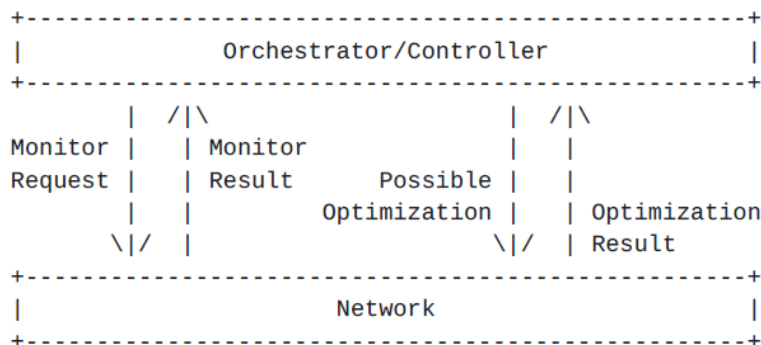 Orchestrator/Controller
Monitor Monitor
Request Result Possible
Optimization Optimization
Result
Network